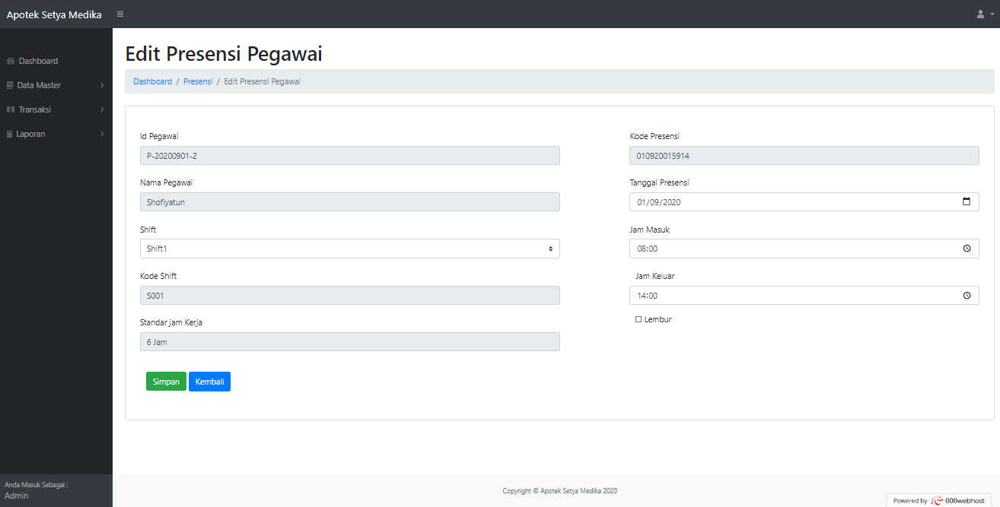 Apotek Setya Medika
Dashboard
Data Master
Transaksi
Laporan
Anda Masuk Sebagai :
Admin
Edit Presensi Pegawai
Dashboard / Presensi / Edit Presensi Pegawai
Id Pegawai
P-20200901-2
Nama Pegawai
Shofiyatun
Shift
Shift1
Kode Shift
S001
Standar jam Kerja
6 Jam
Simpan Kembali
Kode Presensi
010920015914
Tanggal Presensi
01/09/2020
Jam Masuk
08:00
Jam Keluar
14:00
Lembur
Copyright © Apotek Setya Medika 2020
Powered by 000webhost